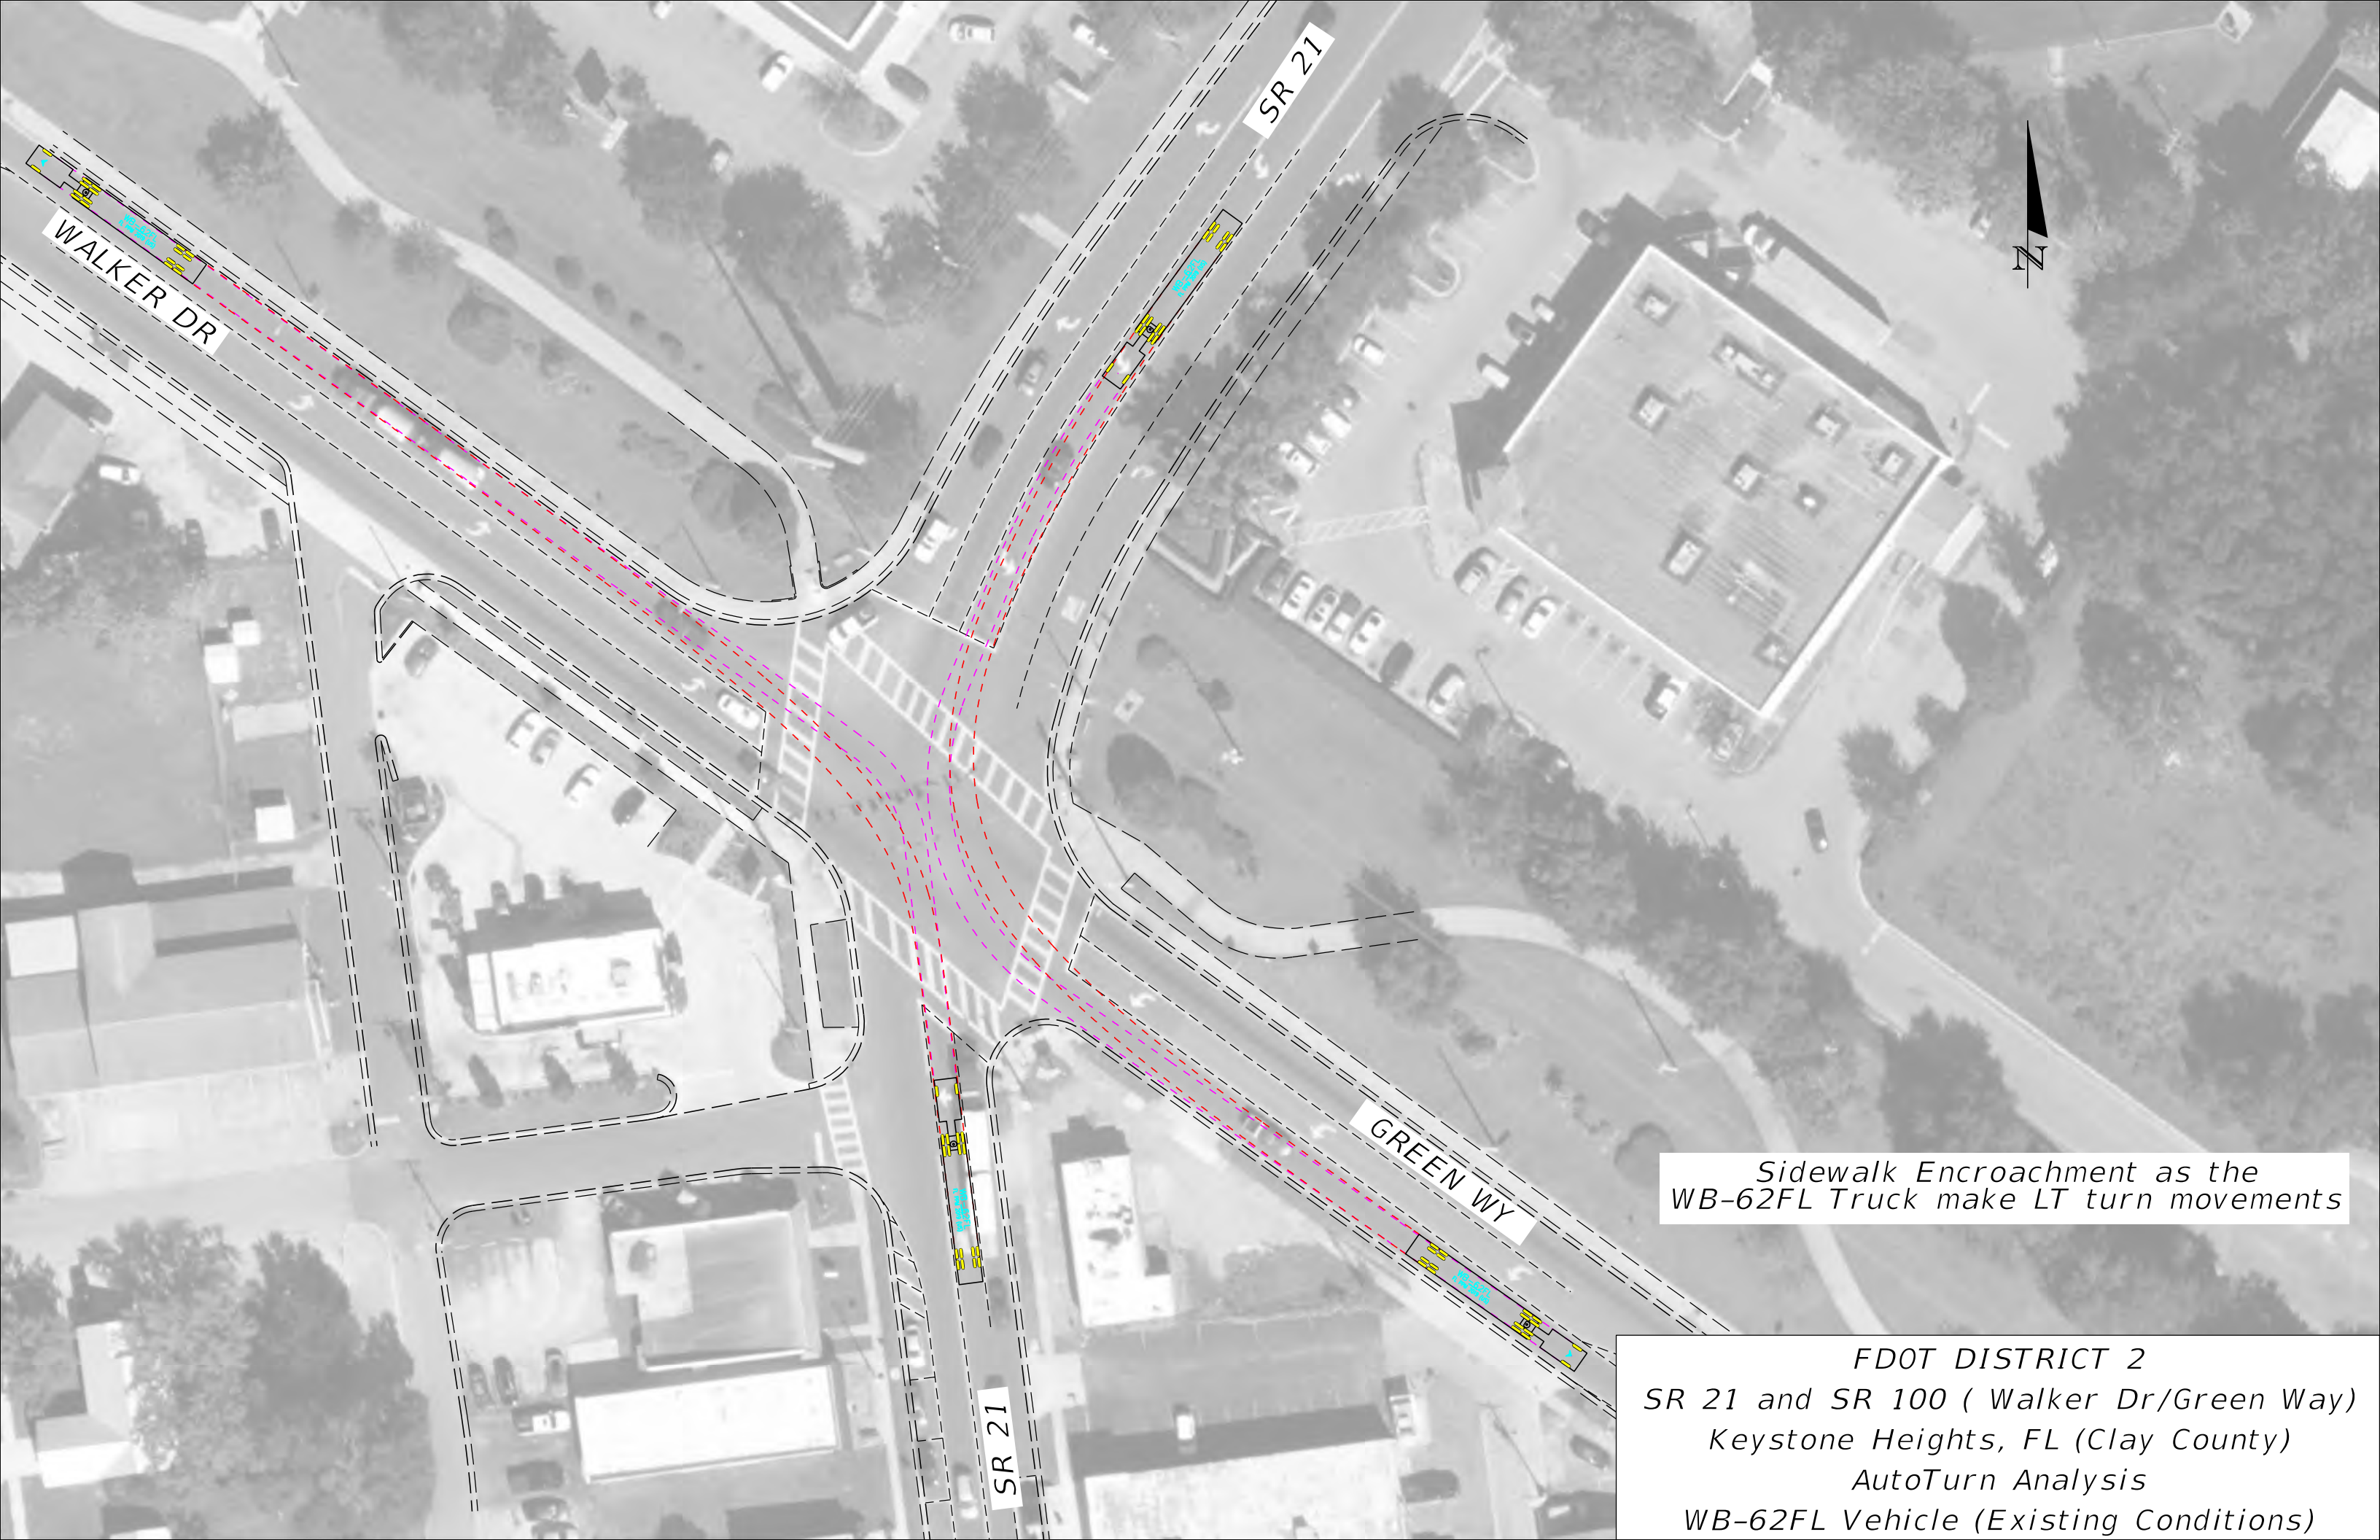 SR 21
WALKER DR
N
GREEN WY
Sidewalk Encroachment as the
WB-62FL Truck make LT turn movements
SR 21
FDOT DISTRICT 2
SR 21 and SR 100 ( Walker Dr/Green Way)
Keystone Heights, FL (Clay County)
AutoTurn Analysis
WB-62FL Vehicle (Existing Conditions)